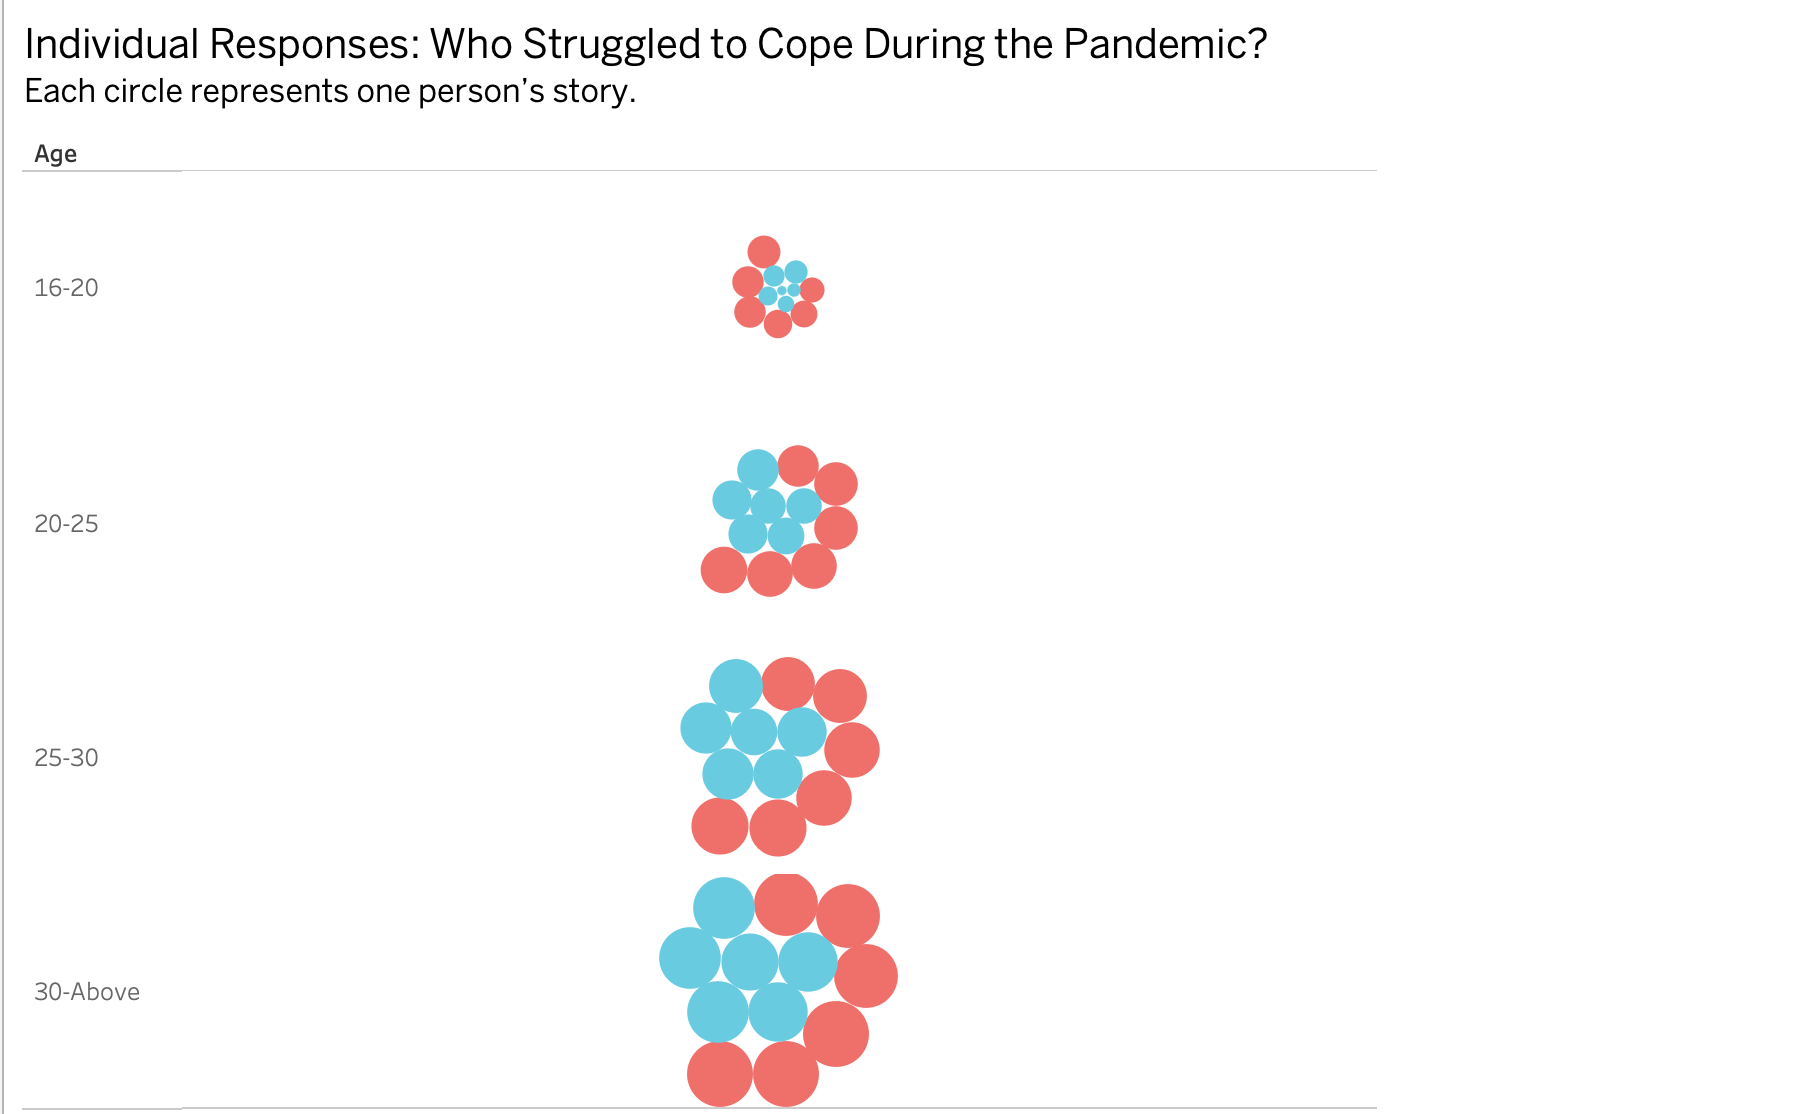 Individual Responses: Who Struggled to Cope During the Pandemic?
Each circle represents one person’s story.
Age
16-20
20-25
25-30
30-Above